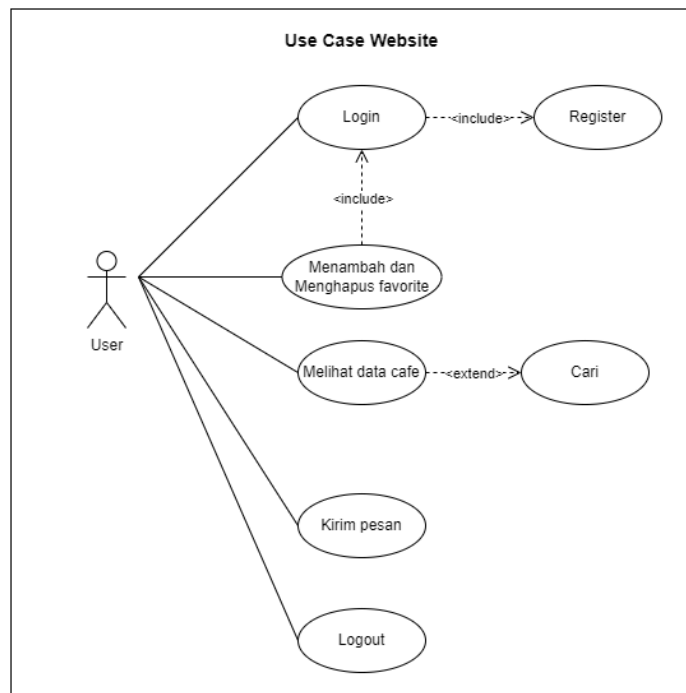 Use Case Website
Login
<include>
Register
<include>
Menambah dan
Menghapus favorite
User
Melihat data cafe
<extend>
Cari
Kirim pesan
Logout